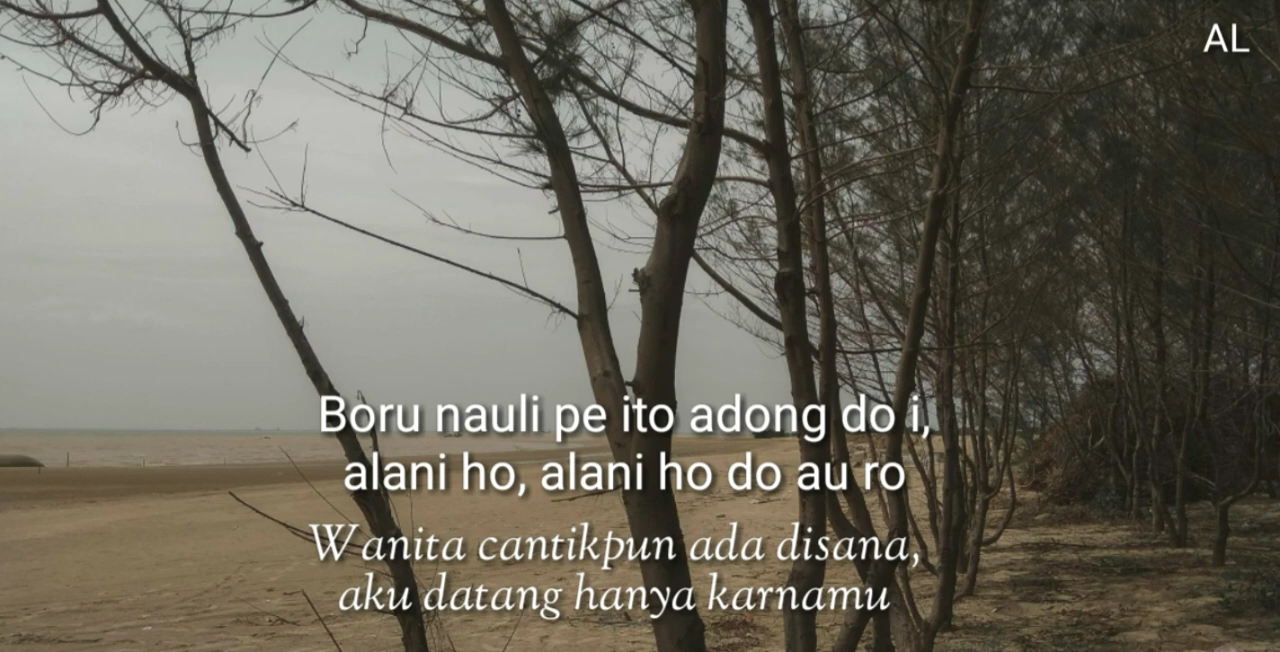 AL
Boru nauli pe ito adong do i,
alani ho, alani ho do au ro
Wanita cantikpun ada disana,
aku datang hanya karnamu